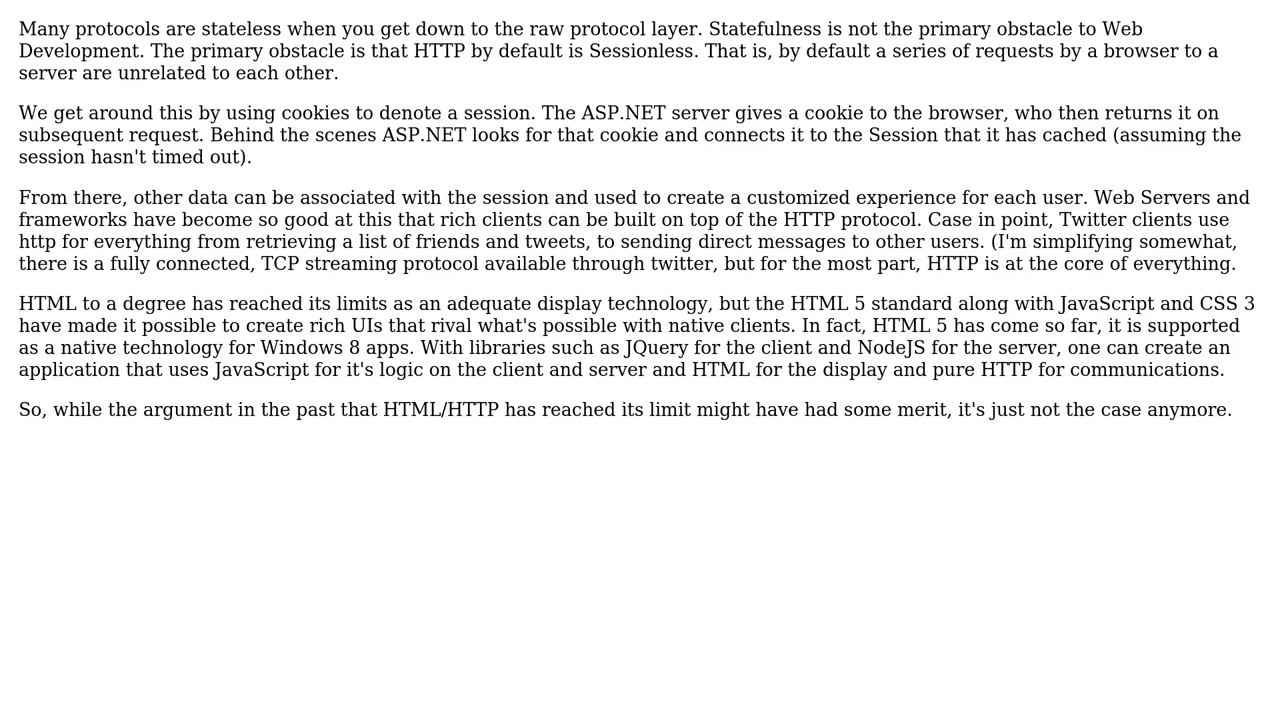 Many protocols are stateless when you get down to the raw protocol layer. Statefulness is not the primary obstacle to Web
Development. The primary obstacle is that HTTP by default is Sessionless. That is, by default a series of requests by a browser to a
server are unrelated to each other.
We get around this by using cookies to denote a session. The ASP.NET server gives a cookie to the browser, who then returns it on
subsequent request. Behind the scenes ASP.NET looks for that cookie and connects it to the Session that it has cached (assuming the
session hasn't timed out).
From there, other data can be associated with the session and used to create a customized experience for each user. Web Servers and
frameworks have become so good at this that rich clients can be built on top of the HTTP protocol. Case in point, Twitter clients use
http for everything from retrieving a list of friends and tweets, to sending direct messages to other users. (I'm simplifying somewhat,
there is a fully connected, TCP streaming protocol available through twitter, but for the most part, HTTP is at the core of everything.
HTML to a degree has reached its limits as an adequate display technology, but the HTML 5 standard along with JavaScript and CSS 3
have made it possible to create rich UIs that rival what's possible with native clients. In fact, HTML 5 has come so far, it is supported
as a native technology for Windows 8 apps. With libraries such as JQuery for the client and NodeJS for the server, one can create an
application that uses JavaScript for it's logic on the client and server and HTML for the display and pure HTTP for communications.
So, while the argument in the past that HTML/HTTP has reached its limit might have had some merit, it's just not the case anymore.